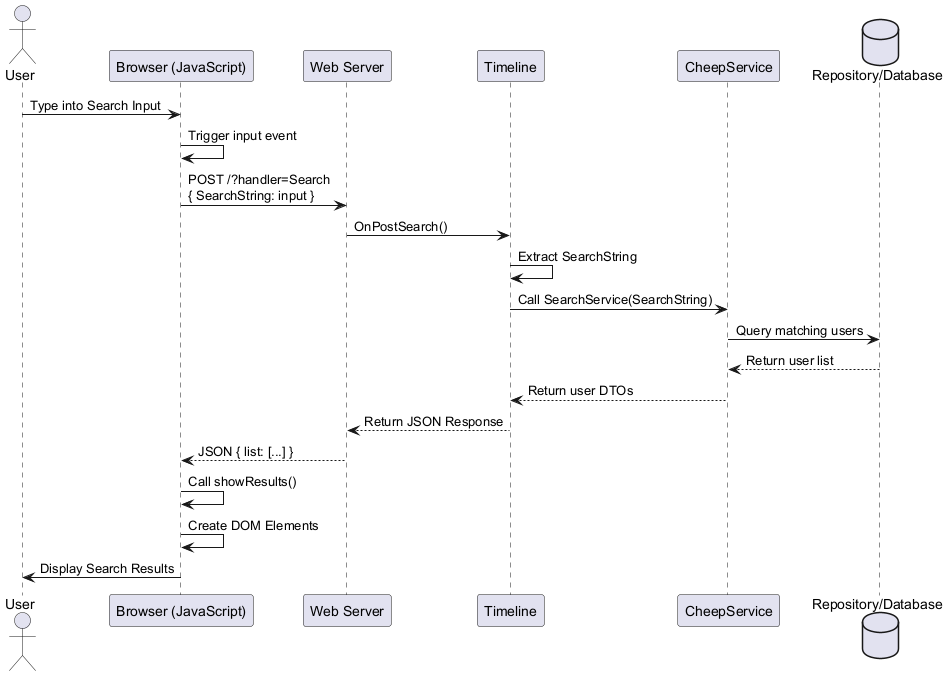 User
Browser (JavaScript)
Web Server
Timeline
CheepService
Repository/Database
Type into Search Input
Trigger input event
POST /?handler=Search
{ SearchString: input }
OnPostSearch()
Extract SearchString
Call SearchService(SearchString)
Query matching users
Return user list
Return user DTOs
Return JSON Response
JSON { list: [...] }
Call showResults()
Create DOM Elements
Display Search Results
User
Browser (JavaScript)
Web Server
Timeline
CheepService
Repository/Database